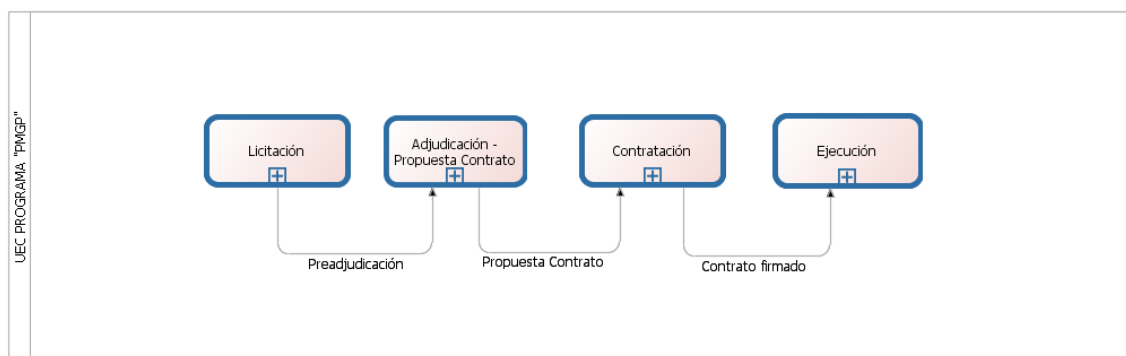 UEC PROGRAMA "PMGP"
Licitación
Adjudicación -
Propuesta Contrato
Contratación
Ejecución
Preadjudicación
Propuesta Contrato
Contrato firmado